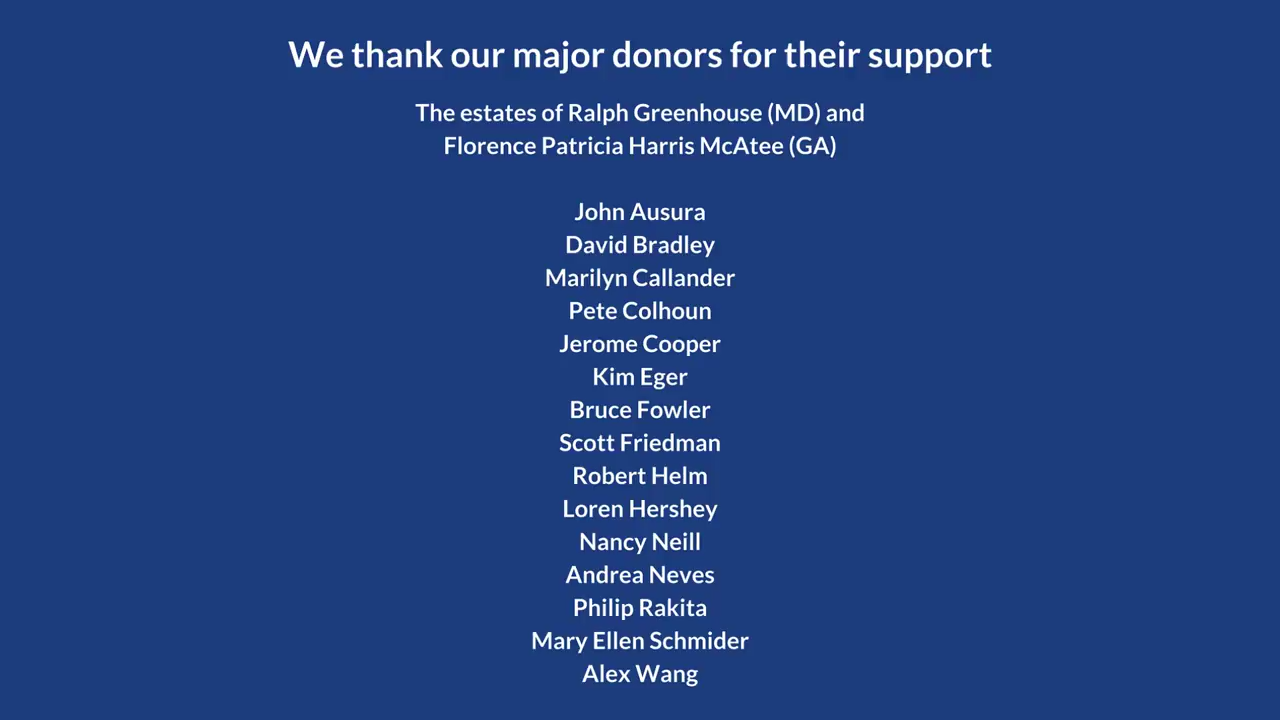 We thank our major donors for their support
The estates of Ralph Greenhouse (MD) and
Florence Patricia Harris McAtee (GA)
John Ausura
David Bradley
Marilyn Callander
Pete Colhoun
Jerome Cooper
Kim Eger
Bruce Fowler
Scott Friedman
Robert Helm
Loren Hershey
Nancy Neill
Andrea Neves
Philip Rakita
Mary Ellen Schmider
Alex Wang